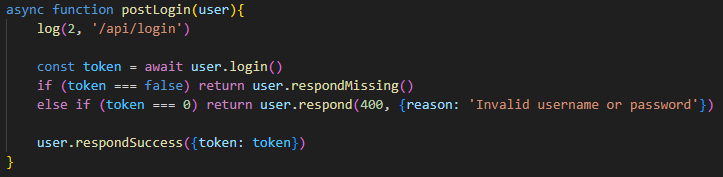 async function postLogin(user){
    log(2, '/api/login')

    const token = await user.login()
    if (token === false) return user.respondMissing()
    else if (token === 0) return user.respond(400, {reason: 'Invalid username or password'})

    user.respondSuccess({token: token})
}